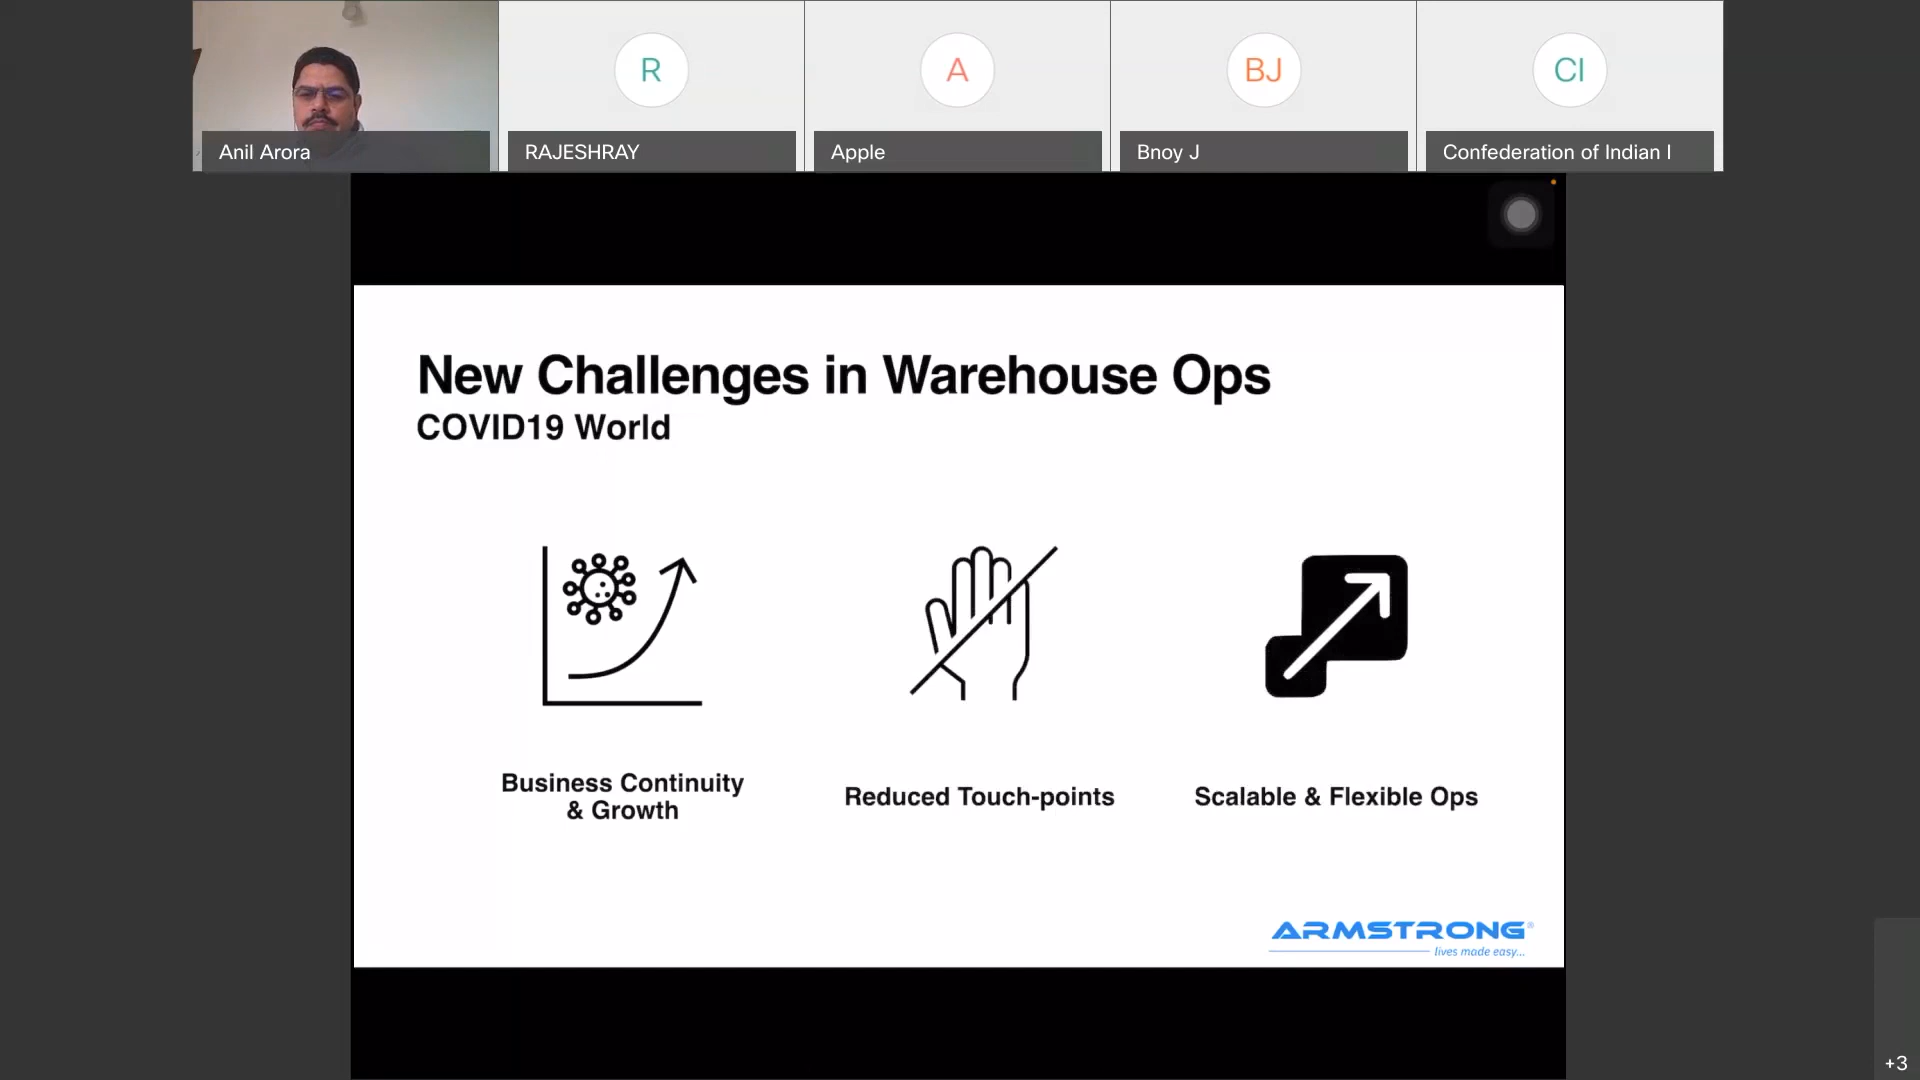 R
A
BJ
CI
Anil Arora
RAJESHRAY
Apple
Bnoy J
Confederation of Indian I
New Challenges in Warehouse Ops
COVID19 World
Business Continuity
& Growth
Reduced Touch-points
Scalable & Flexible Ops
ARMSTRONG®
lives made easy...
+3